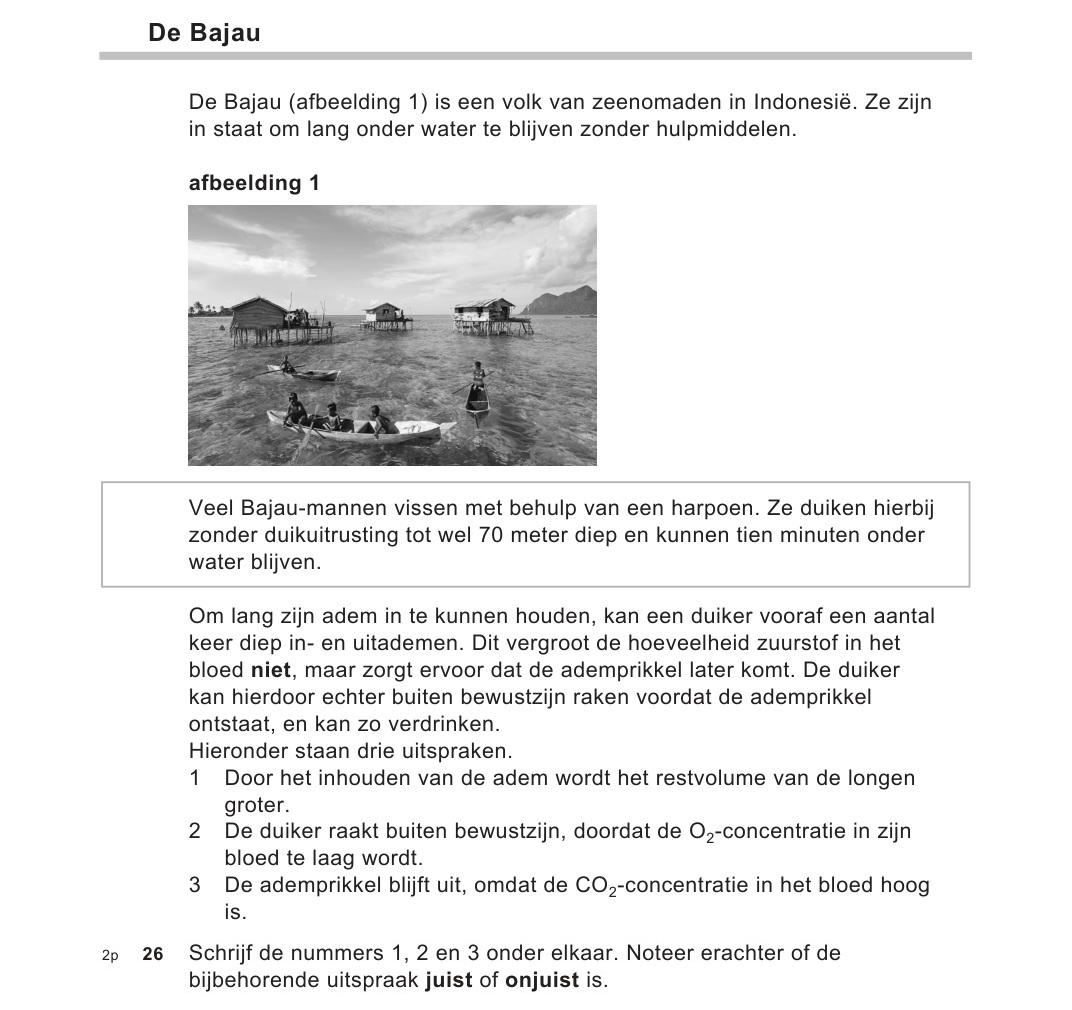 De Bajau
De Bajau (afbeelding 1) is een volk van zeenomaden in Indonesië. Ze zijn
in staat om lang onder water te blijven zonder hulpmiddelen.
afbeelding 1
Veel Bajau-mannen vissen met behulp van een harpoen. Ze duiken hierbij
zonder duikuitrusting tot wel 70 meter diep en kunnen tien minuten onder
water blijven.
Om lang zijn adem in te kunnen houden, kan een duiker vooraf een aantal
keer diep in- en uitademen. Dit vergroot de hoeveelheid zuurstof in het
bloed niet, maar zorgt ervoor dat de ademprikkel later komt. De duiker
kan hierdoor echter buiten bewustzijn raken voordat de ademprikkel
ontstaat, en kan zo verdrinken.
Hieronder staan drie uitspraken.
1 Door het inhouden van de adem wordt het restvolume van de longen
groter.
2 De duiker raakt buiten bewustzijn, doordat de O₂-concentratie in zijn
bloed te laag wordt.
3 De ademprikkel blijft uit, omdat de CO₂-concentratie in het bloed hoog
is.
2p 26 Schrijf de nummers 1, 2 en 3 onder elkaar. Noteer erachter of de
bijbehorende uitspraak juist of onjuist is.